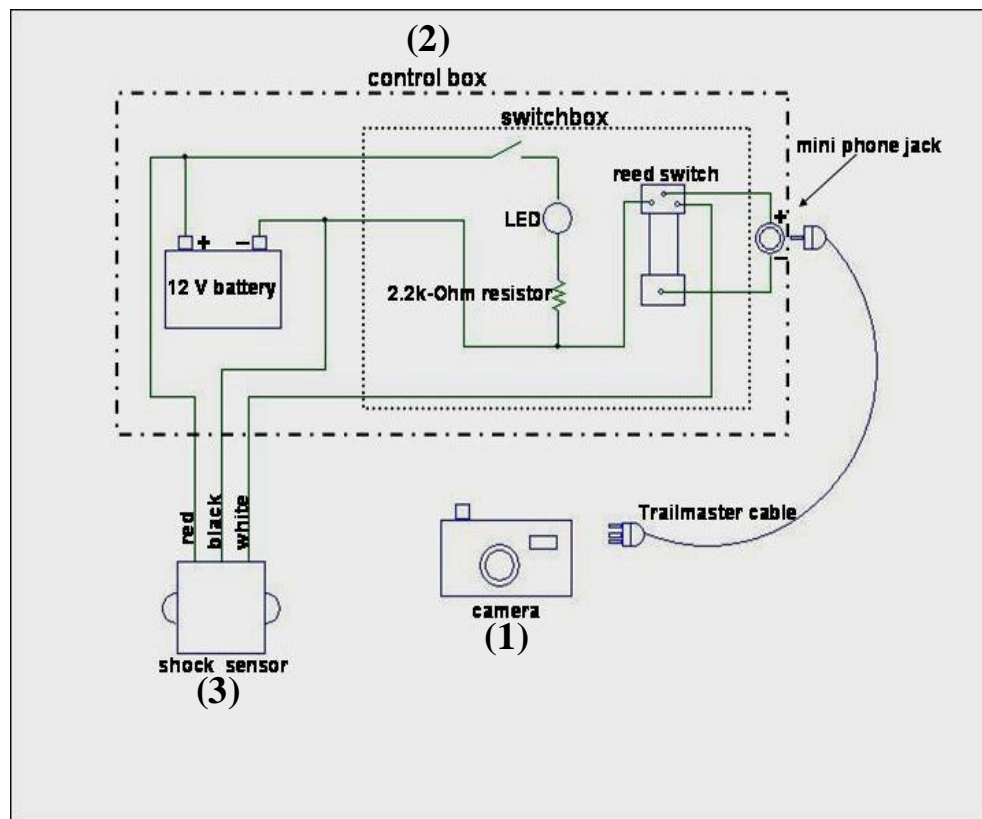 (2)
control box
switchbox
mini phone jack
reed switch
+
LED
+ −
−
12 V battery
2.2k-Ohm resistor
red
black
white
Trailmaster cable
camera
(1)
shock sensor
(3)